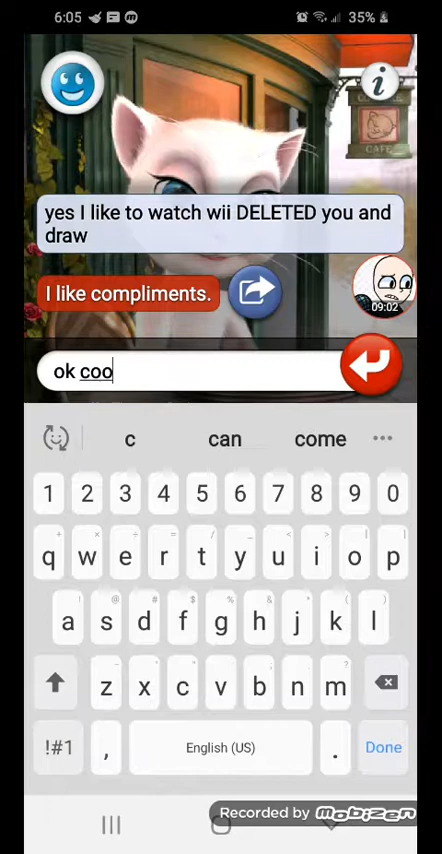 6:05
35%
CAFE
yes I like to watch wii DELETED you and
draw
I like compliments.
09:02
ok coo
c can come
1 2 3 4 5 6 7 8 9 0
q w e r t y u i o p
a s d f g h j k l
z x c v b n m
!#1 , English (US) . Done
Recorded by MOBIZEN